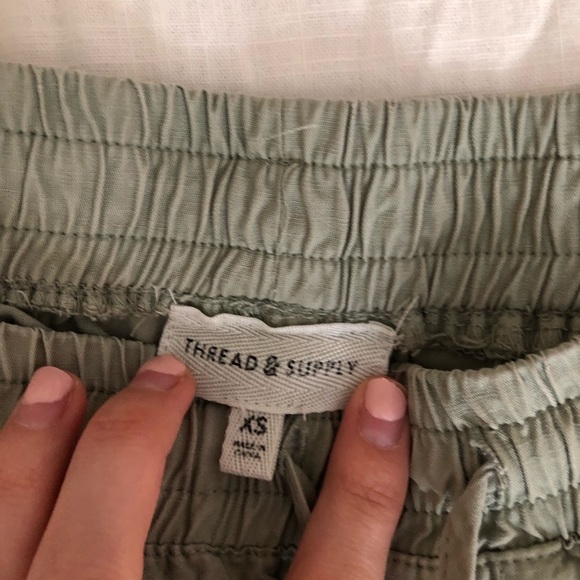 THREAD & SUPPLY
XS
MADE IN
CHINA